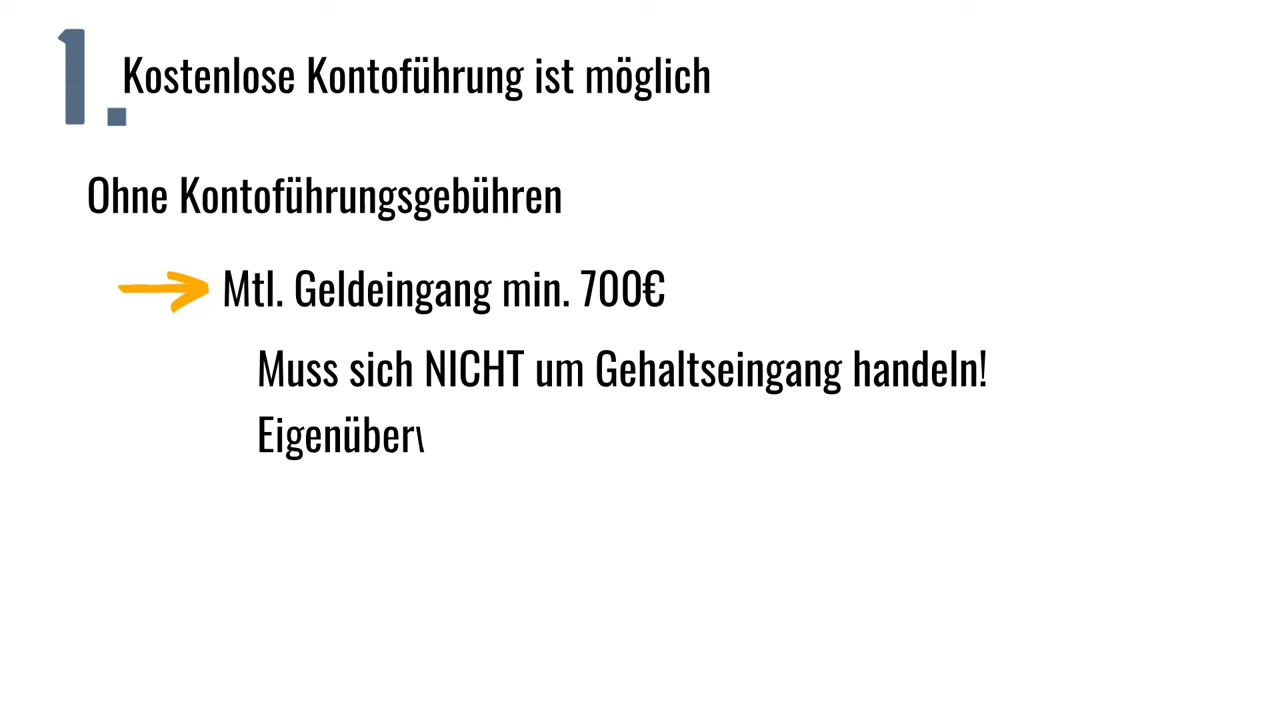 1. Kostenlose Kontoführung ist möglich
Ohne Kontoführungsgebühren
Mtl. Geldeingang min. 700€
Muss sich NICHT um Gehaltseingang handeln!
Eigenüber